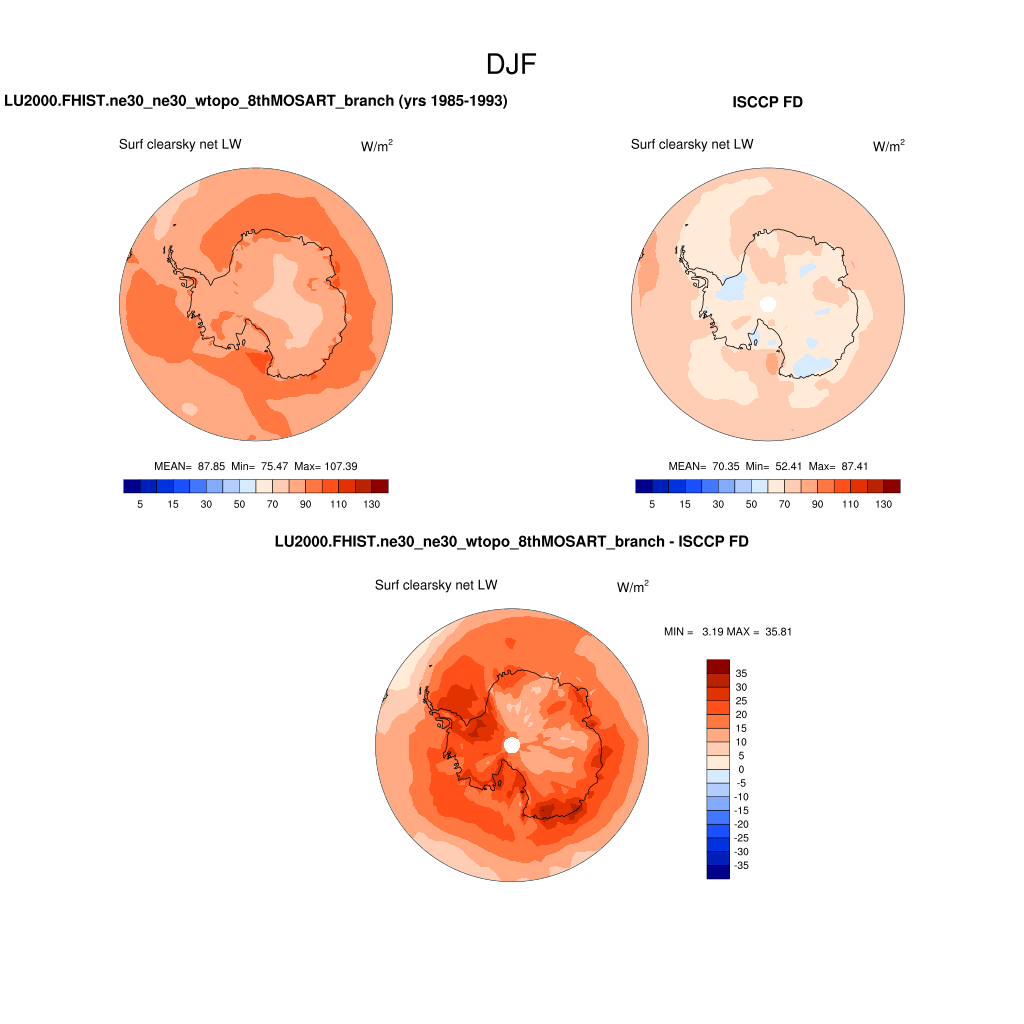 DJF
LU2000.FHIST.ne30_ne30_wtopo_8thMOSART_branch (yrs 1985-1993)
Surf clearsky net LW W/m2
MEAN= 87.85 Min= 75.47 Max= 107.39
5 15 30 50 70 90 110 130
ISCCP FD
Surf clearsky net LW W/m2
MEAN= 70.35 Min= 52.41 Max= 87.41
5 15 30 50 70 90 110 130
LU2000.FHIST.ne30_ne30_wtopo_8thMOSART_branch - ISCCP FD
Surf clearsky net LW W/m2
MIN = 3.19 MAX = 35.81
35
30
25
20
15
10
5
0
-5
-10
-15
-20
-25
-30
-35